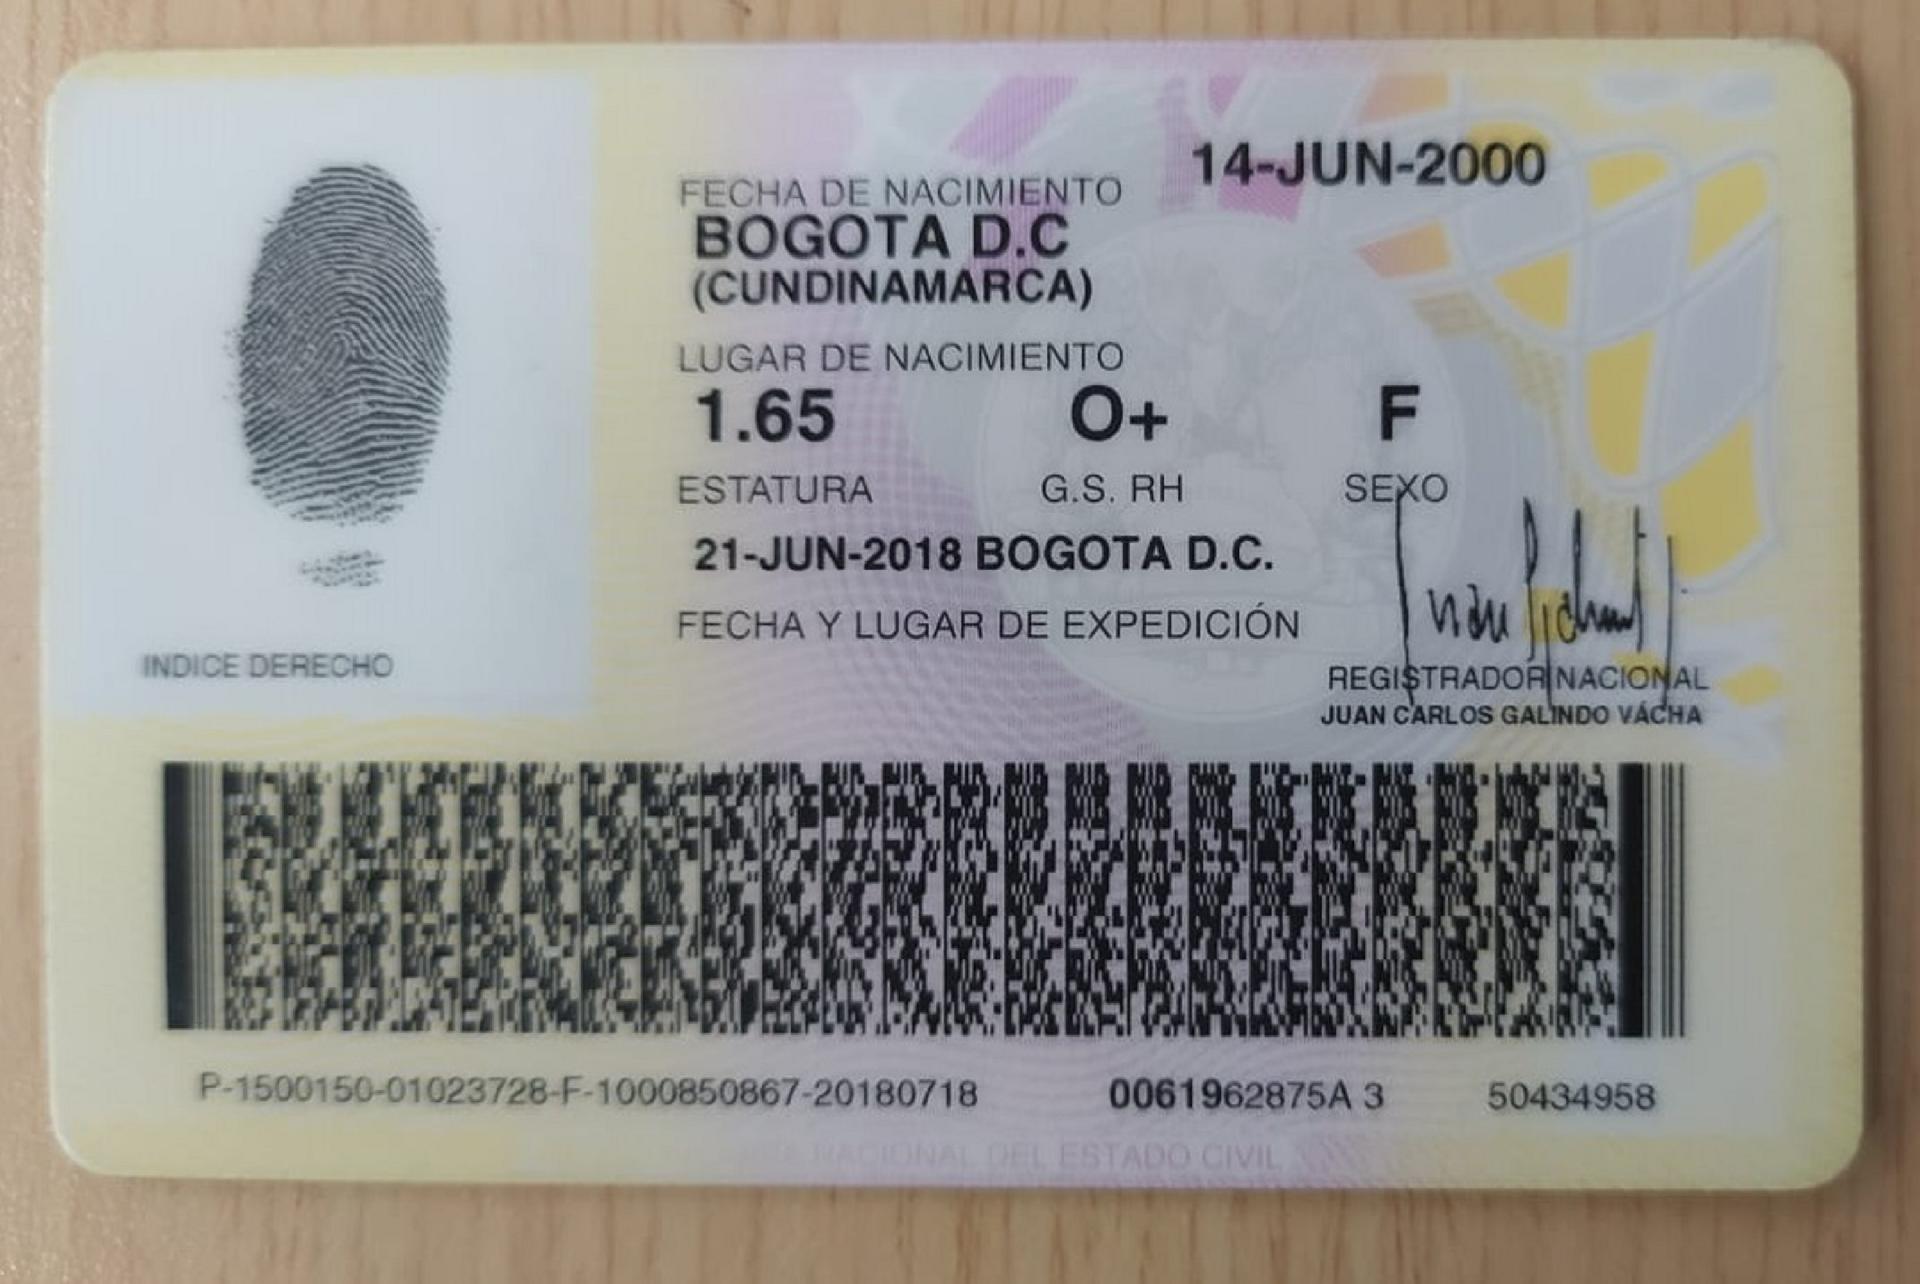 14-JUN-2000
FECHA DE NACIMIENTO
BOGOTA D.C
(CUNDINAMARCA)
LUGAR DE NACIMIENTO
1.65 O+ F
ESTATURA G.S. RH SEXO
21-JUN-2018 BOGOTA D.C.
FECHA Y LUGAR DE EXPEDICIÓN
INDICE DERECHO
REGISTRADOR NACIONAL
JUAN CARLOS GALINDO VÁCHA
P-1500150-01023728-F-1000850867-20180718 0061962875A 3 50434958
NACIONAL DEL ESTADO CIVIL